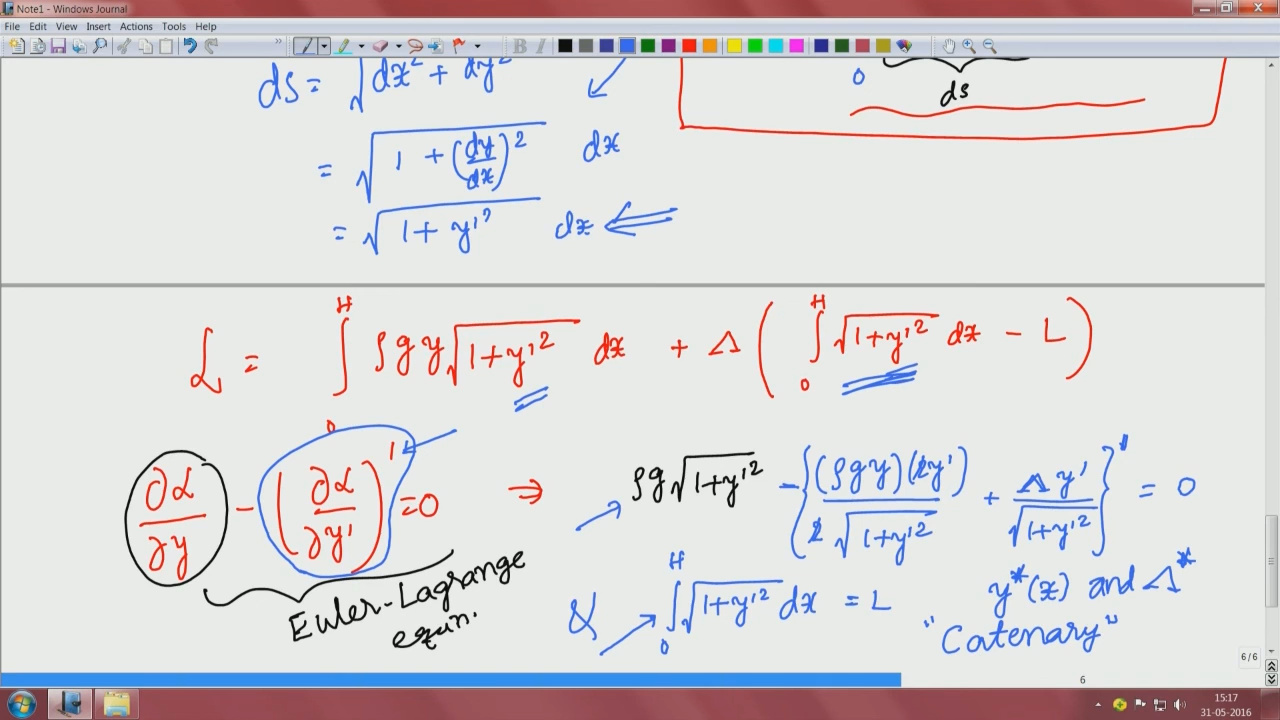 Note1 - Windows Journal
File Edit View Insert Actions Tools Help
ds = √(dx² + dy²)
= √(1 + (dy/dx)²) dx
= √(1 + y'²) dx
0
ds
ℒ = ∫₀ᴴ ρgy√(1+y'²) dx + Λ (∫₀ᴴ √(1+y'²) dx - L)
∂ℒ/∂y - (∂ℒ/∂y')' = 0 ⇒ ρg√(1+y'²) - {(ρgy)(2y')/(2√(1+y'²)) + Λy'/√(1+y'²)}' = 0
Euler-Lagrange
eqn.
& ∫₀ᴴ √(1+y'²) dx = L
y*(x) and Λ*
"Catenary"
6/6
6
15:17
31-05-2016